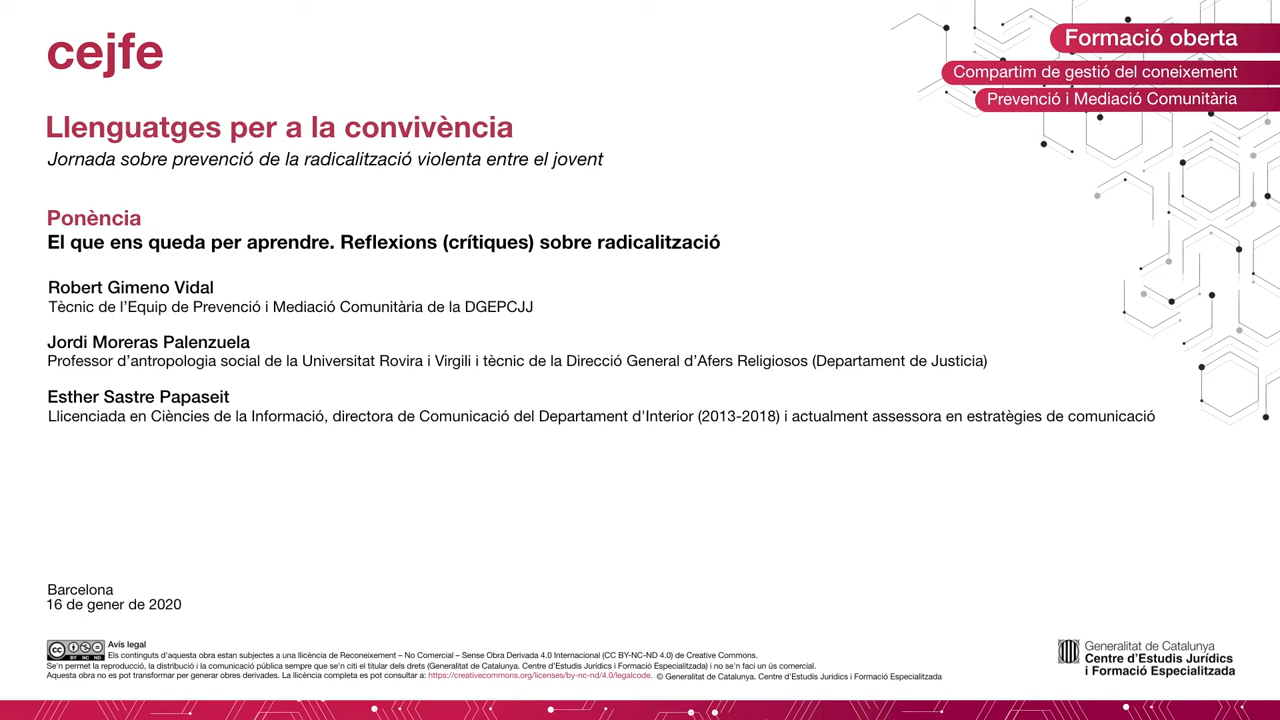 cejfe
Formació oberta
Compartim de gestió del coneixement
Prevenció i Mediació Comunitària
Llenguatges per a la convivència
Jornada sobre prevenció de la radicalització violenta entre el jovent
Ponència
El que ens queda per aprendre. Reflexions (crítiques) sobre radicalització
Robert Gimeno Vidal
Tècnic de l'Equip de Prevenció i Mediació Comunitària de la DGEPCJJ
Jordi Moreras Palenzuela
Professor d'antropologia social de la Universitat Rovira i Virgili i tècnic de la Direcció General d'Afers Religiosos (Departament de Justicia)
Esther Sastre Papaseit
Llicenciada en Ciències de la Informació, directora de Comunicació del Departament d'Interior (2013-2018) i actualment assessora en estratègies de comunicació
Barcelona
16 de gener de 2020
cc BY NC ND
Avís legal
Els continguts d'aquesta obra estan subjectes a una llicència de Reconeixement – No Comercial – Sense Obra Derivada 4.0 Internacional (CC BY-NC-ND 4.0) de Creative Commons.
Se'n permet la reproducció, la distribució i la comunicació pública sempre que se'n citi el titular dels drets (Generalitat de Catalunya. Centre d'Estudis Jurídics i Formació Especialitzada) i no se'n faci un ús comercial.
Aquesta obra no es pot transformar per generar obres derivades. La llicència completa es pot consultar a: https://creativecommons.org/licenses/by-nc-nd/4.0/legalcode. © Generalitat de Catalunya. Centre d'Estudis Jurídics i Formació Especialitzada
Generalitat de Catalunya
Centre d'Estudis Jurídics
i Formació Especialitzada